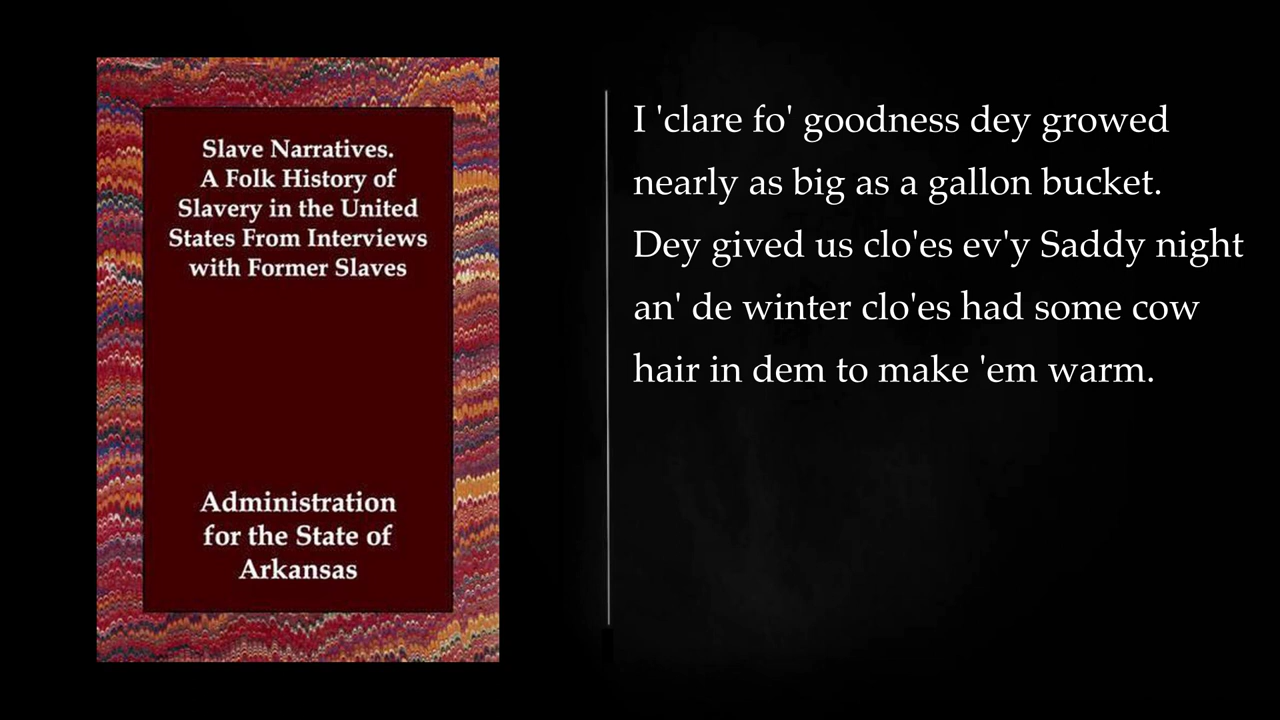 Slave Narratives.
A Folk History of
Slavery in the United
States From Interviews
with Former Slaves
Administration
for the State of
Arkansas
I 'clare fo' goodness dey growed
nearly as big as a gallon bucket.
Dey gived us clo'es ev'y Saddy night
an' de winter clo'es had some cow
hair in dem to make 'em warm.